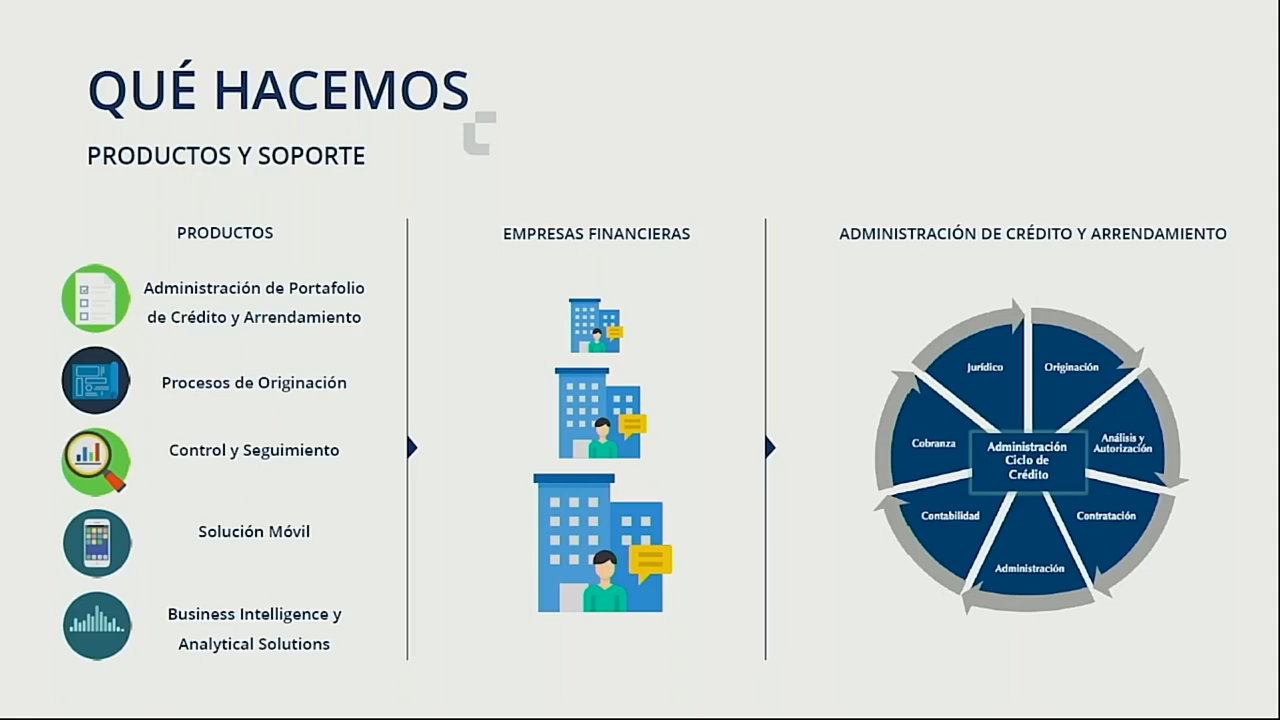 QUÉ HACEMOS
PRODUCTOS Y SOPORTE
PRODUCTOS
Administración de Portafolio
de Crédito y Arrendamiento
Procesos de Originación
Control y Seguimiento
Solución Móvil
Business Intelligence y
Analytical Solutions
EMPRESAS FINANCIERAS
ADMINISTRACIÓN DE CRÉDITO Y ARRENDAMIENTO
Jurídico
Originación
Cobranza
Administración
Ciclo de
Crédito
Análisis y
Autorización
Contabilidad
Contratación
Administración